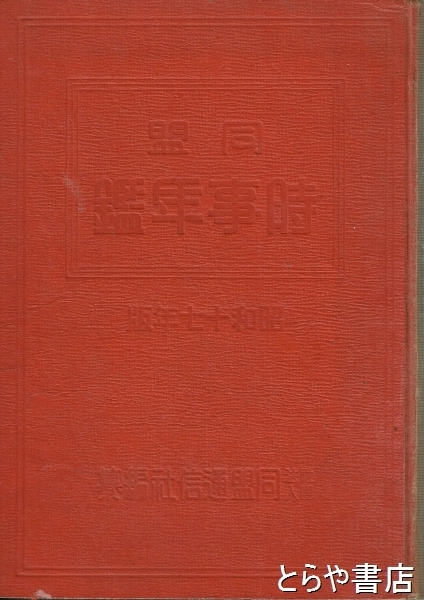 同盟
時事年鑑
昭和十七年版
同盟通信社編纂
とらや書店